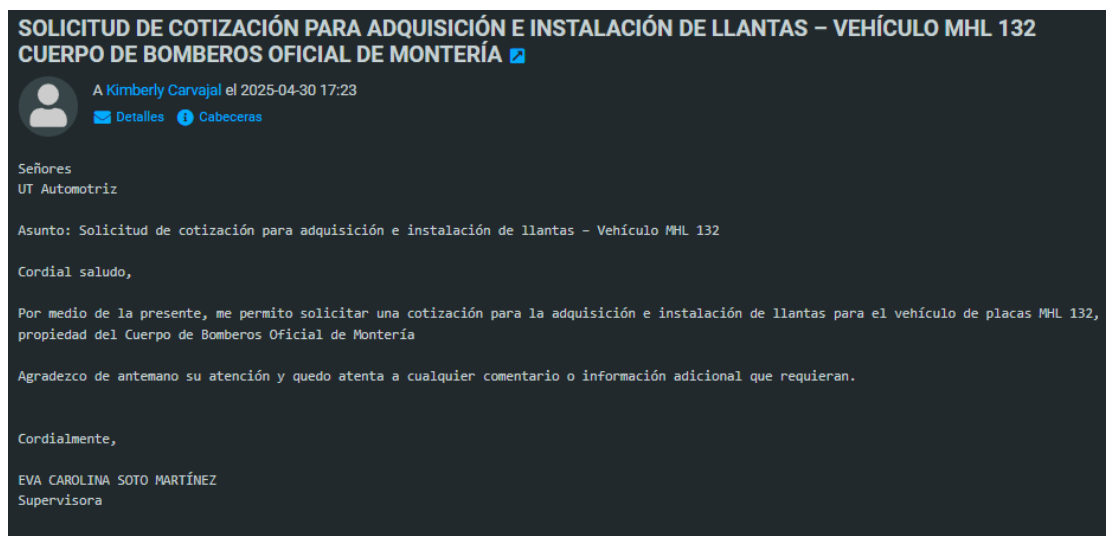 SOLICITUD DE COTIZACIÓN PARA ADQUISICIÓN E INSTALACIÓN DE LLANTAS – VEHÍCULO MHL 132
CUERPO DE BOMBEROS OFICIAL DE MONTERÍA
A Kimberly Carvajal el 2025-04-30 17:23
Detalles Cabeceras
Señores
UT Automotriz
Asunto: Solicitud de cotización para adquisición e instalación de llantas – Vehículo MHL 132
Cordial saludo,
Por medio de la presente, me permito solicitar una cotización para la adquisición e instalación de llantas para el vehículo de placas MHL 132,
propiedad del Cuerpo de Bomberos Oficial de Montería
Agradezco de antemano su atención y quedo atenta a cualquier comentario o información adicional que requieran.
Cordialmente,
EVA CAROLINA SOTO MARTÍNEZ
Supervisora